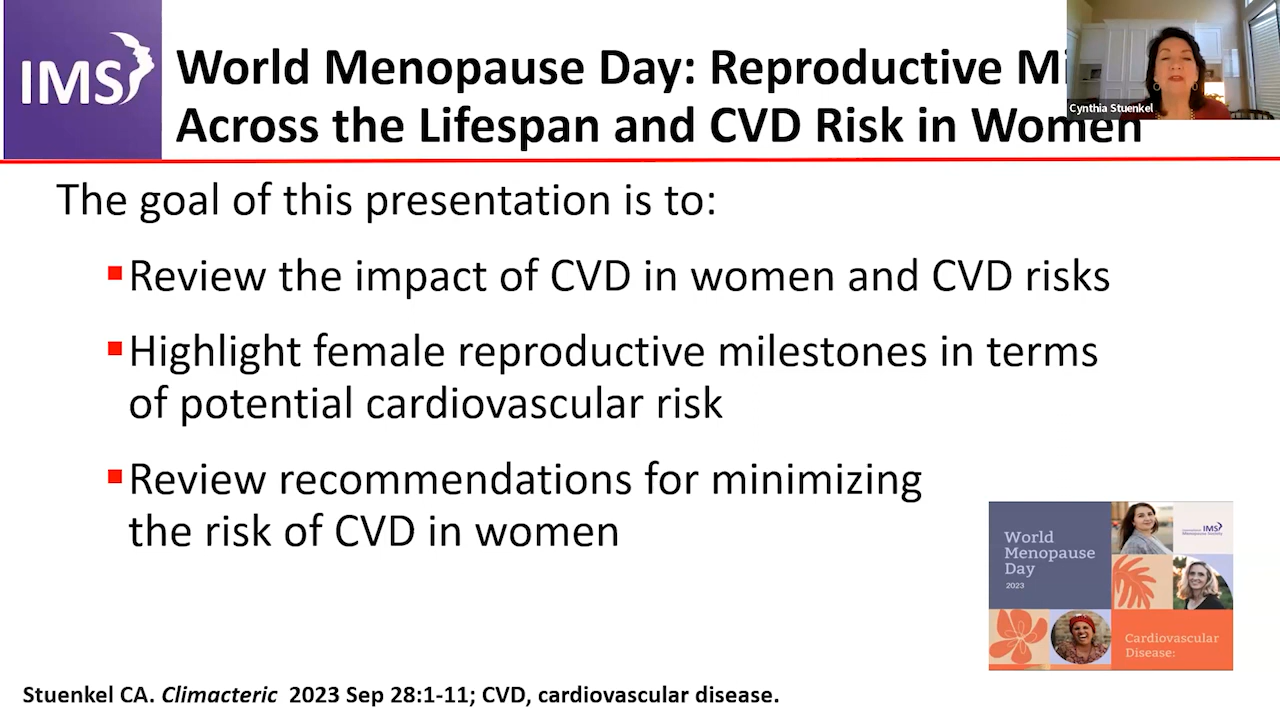 IMS
World Menopause Day: Reproductive
Across the Lifespan and CVD Risk in Women
Cynthia Stuenkel
The goal of this presentation is to:
Review the impact of CVD in women and CVD risks
Highlight female reproductive milestones in terms
of potential cardiovascular risk
Review recommendations for minimizing
the risk of CVD in women
World
Menopause
Day
2023
IMS
Menopause Society
Cardiovascular
Disease:
Stuenkel CA. Climacteric 2023 Sep 28:1-11; CVD, cardiovascular disease.